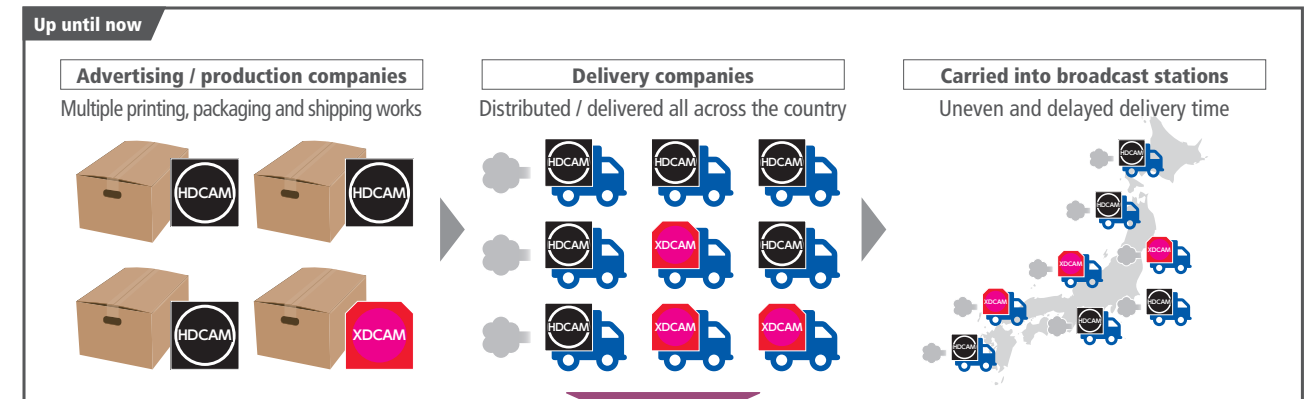 Up until now
Advertising / production companies
Multiple printing, packaging and shipping works
HDCAM
HDCAM
HDCAM
XDCAM
Delivery companies
Distributed / delivered all across the country
HDCAM
HDCAM
HDCAM
HDCAM
XDCAM
HDCAM
HDCAM
XDCAM
XDCAM
Carried into broadcast stations
Uneven and delayed delivery time
HDCAM
HDCAM
XDCAM
XDCAM
XDCAM
HDCAM
HDCAM
HDCAM